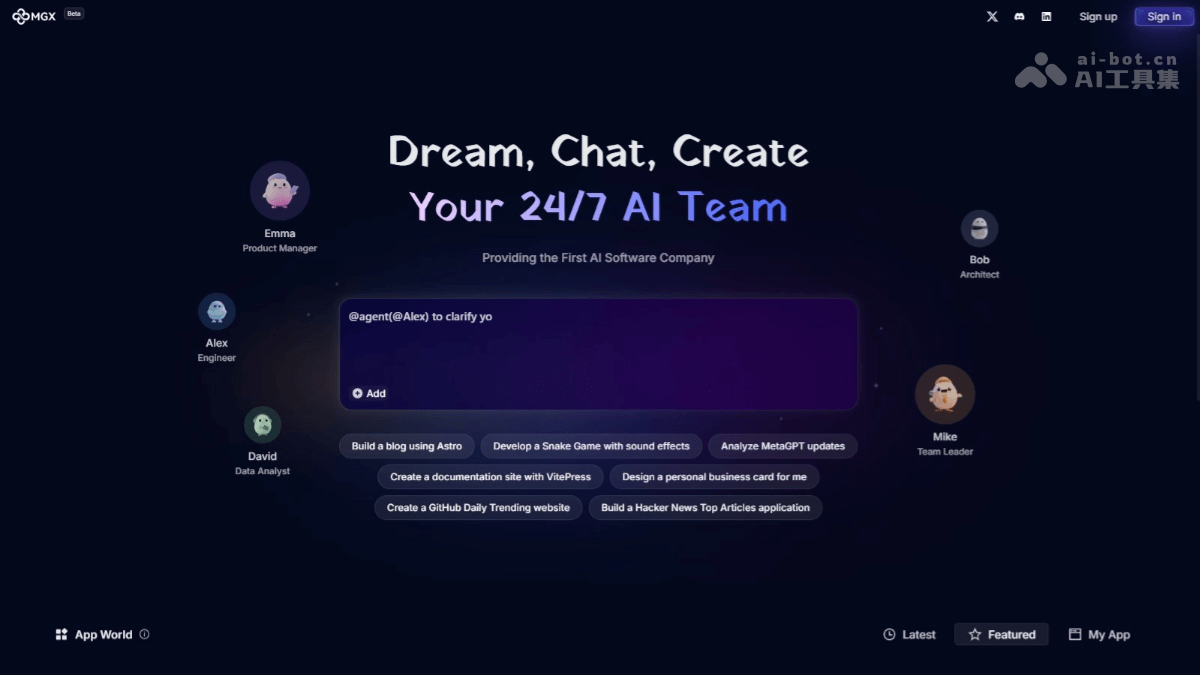 MGX Beta
Sign up
Sign in
ai-bot.cn
AI工具集
Dream, Chat, Create
Your 24/7 AI Team
Providing the First AI Software Company
Emma
Product Manager
Bob
Architect
Alex
Engineer
@agent(@Alex) to clarify yo
Add
David
Data Analyst
Mike
Team Leader
Build a blog using Astro
Develop a Snake Game with sound effects
Analyze MetaGPT updates
Create a documentation site with VitePress
Design a personal business card for me
Create a GitHub Daily Trending website
Build a Hacker News Top Articles application
App World
Latest
Featured
My App